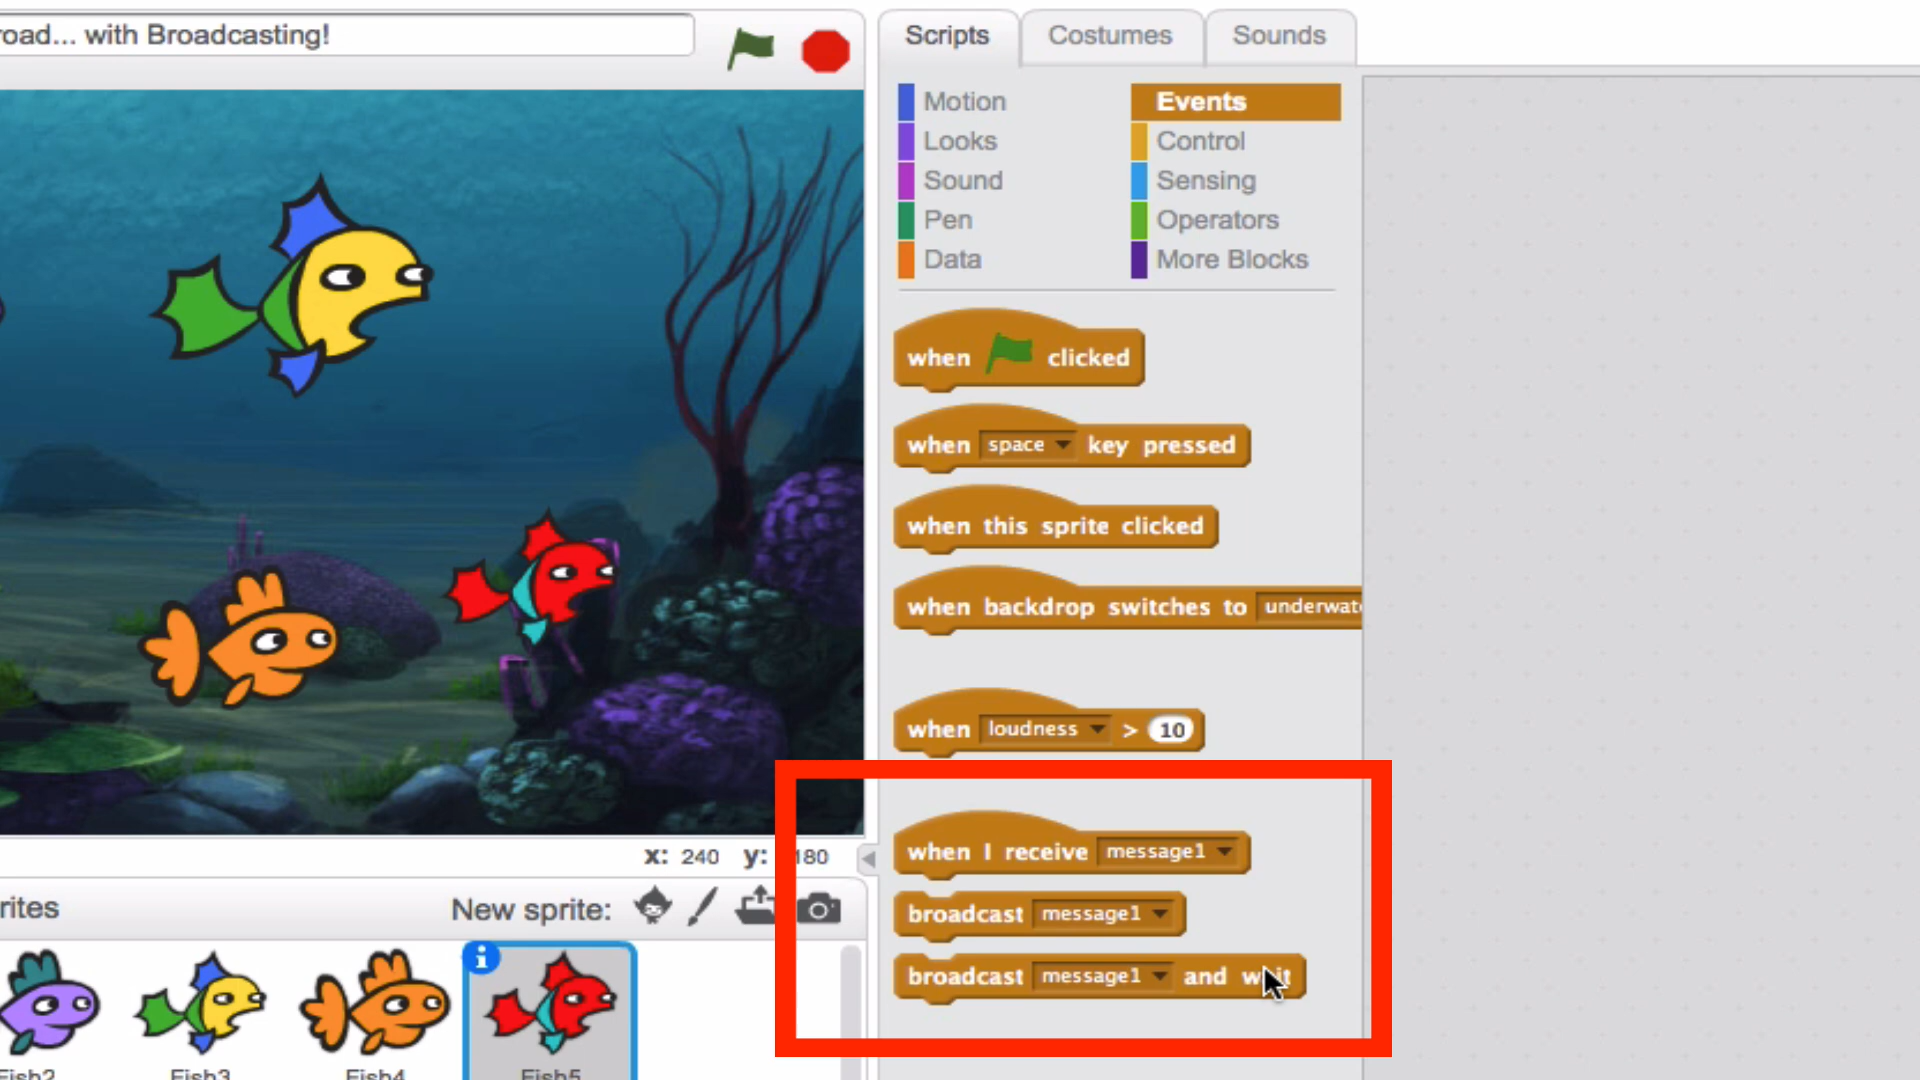 road... with Broadcasting!
Scripts
Costumes
Sounds
Motion
Events
Looks
Control
Sound
Sensing
Pen
Operators
Data
More Blocks
when clicked
when space key pressed
when this sprite clicked
when backdrop switches to underwat
when loudness > 10
when I receive message1
broadcast message1
broadcast message1 and wait
x: 240 y: 180
rites
New sprite:
Fish2
Fish3
Fish4
Fish5